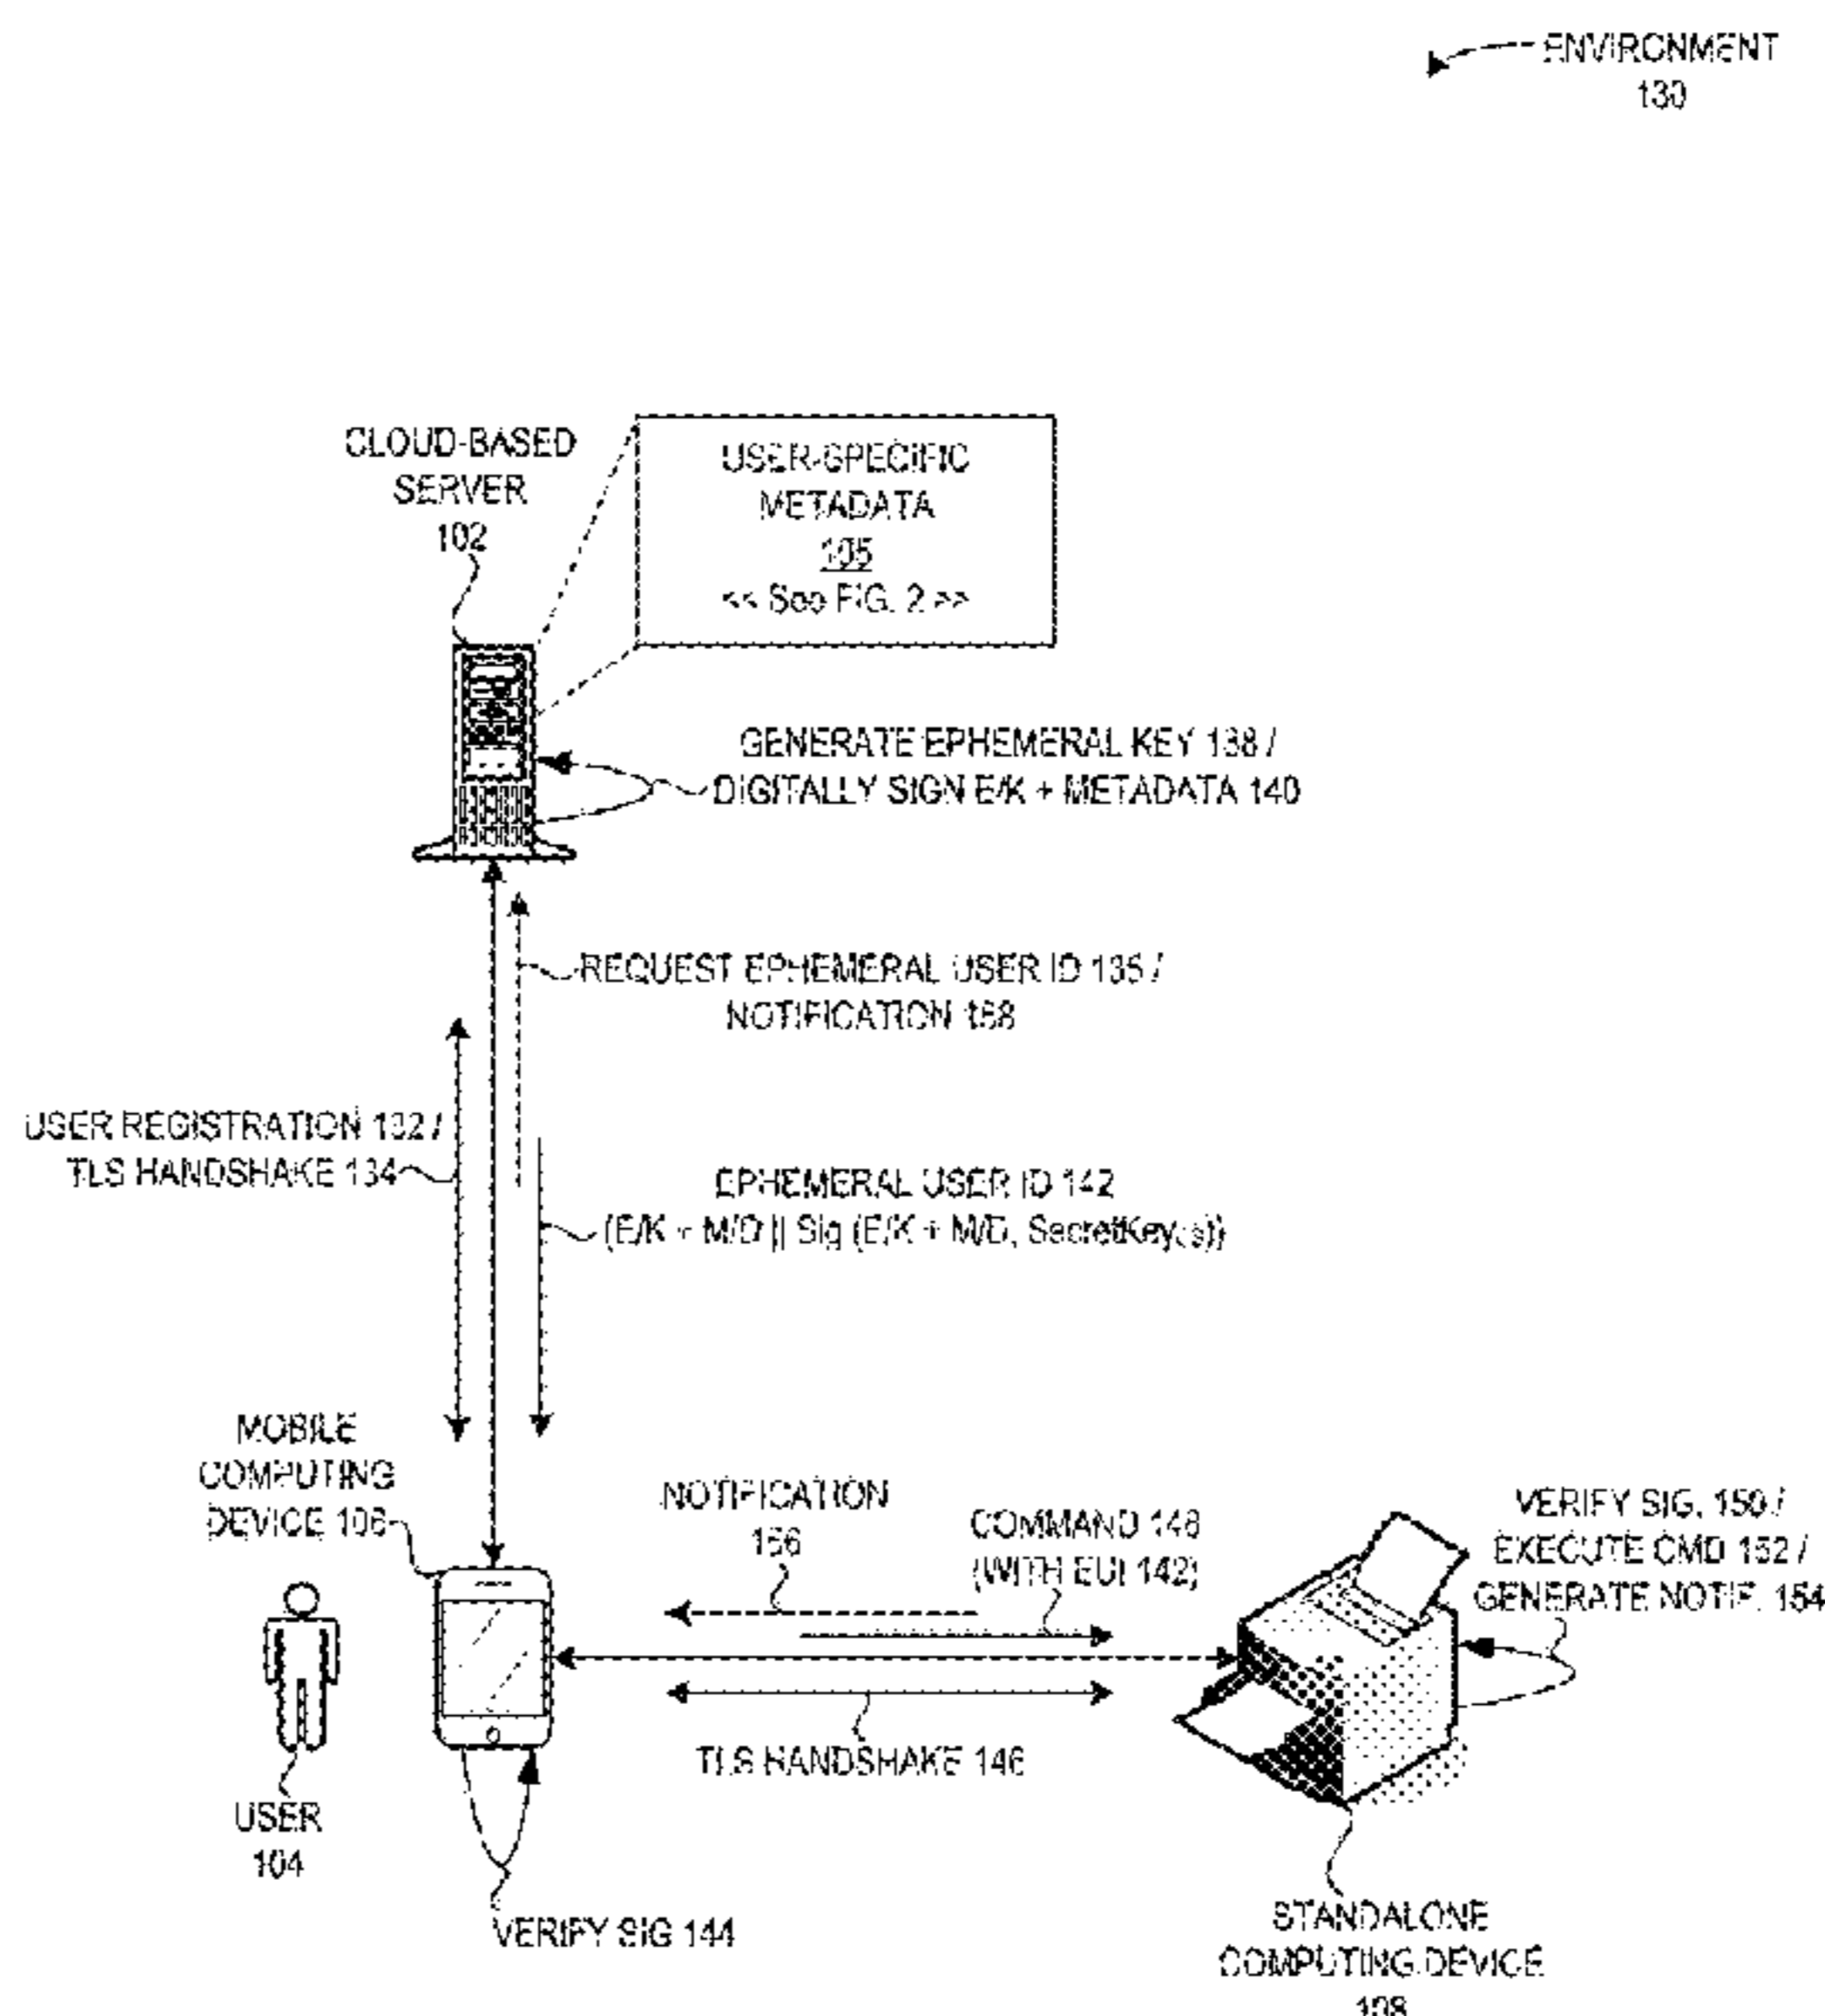 ENVIRONMENT
130
CLOUD-BASED
SERVER
102
USER-SPECIFIC
METADATA
105
<< See FIG. 2 >>
GENERATE EPHEMERAL KEY 138 /
DIGITALLY SIGN E/K + METADATA 140
REQUEST EPHEMERAL USER ID 136 /
NOTIFICATION 158
USER REGISTRATION 132 /
TLS HANDSHAKE 134
EPHEMERAL USER ID 142
{E/K + M/D || Sig (E/K + M/D, SecretKey(s))}
MOBILE
COMPUTING
DEVICE 106
NOTIFICATION
156
COMMAND 148
(WITH EUI 142)
VERIFY SIG. 150 /
EXECUTE CMD 152 /
GENERATE NOTIF. 154
TLS HANDSHAKE 146
USER
104
VERIFY SIG 144
STANDALONE
COMPUTING DEVICE
108